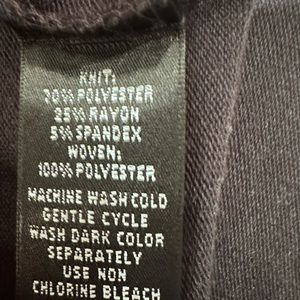 KNIT:
70% POLYESTER
25% RAYON
5% SPANDEX
WOVEN:
100% POLYESTER
MACHINE WASH COLD
GENTLE CYCLE
WASH DARK COLOR
SEPARATELY
USE NON
CHLORINE BLEACH